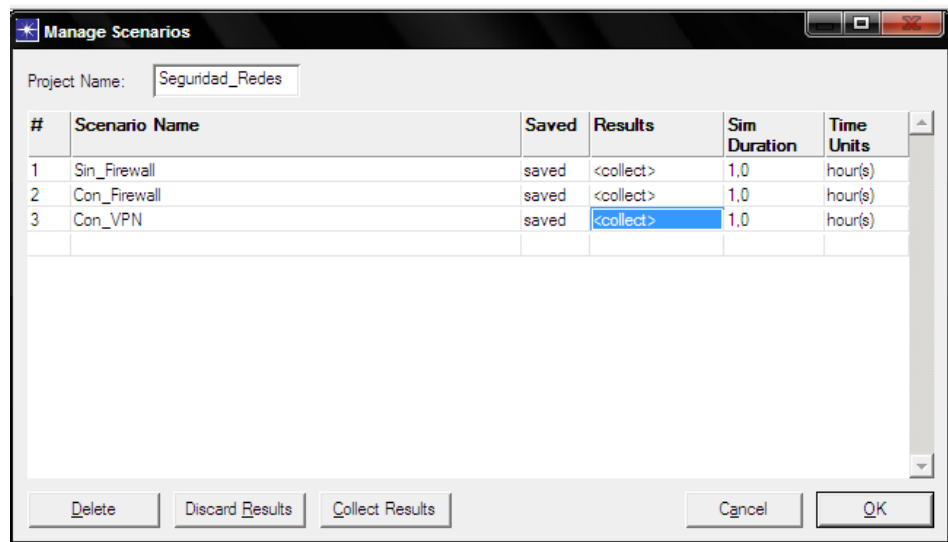 Manage Scenarios
Project Name: Seguridad_Redes
# Scenario Name Saved Results Sim Duration Time Units
1 Sin_Firewall saved <collect> 1,0 hour(s)
2 Con_Firewall saved <collect> 1,0 hour(s)
3 Con_VPN saved <collect> 1,0 hour(s)
Delete Discard Results Collect Results Cancel OK